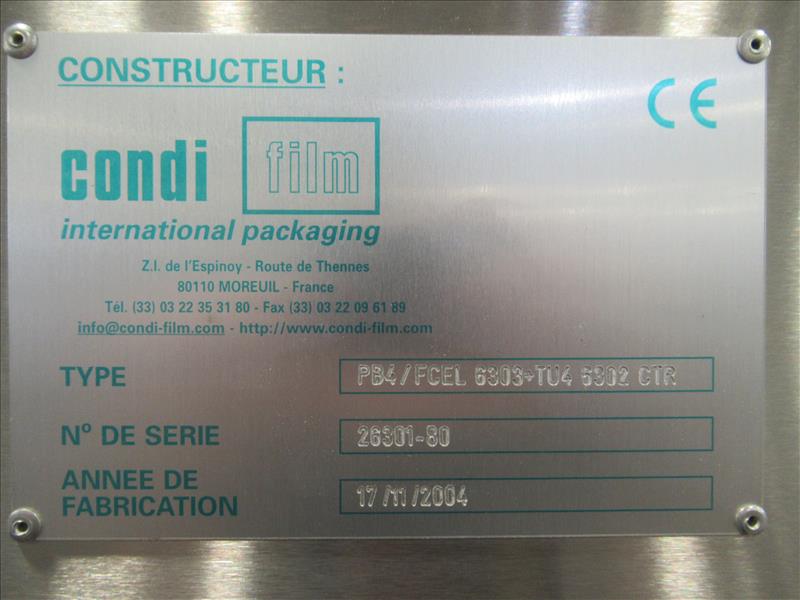 CONSTRUCTEUR :
CE
condi film
international packaging
Z.I. de l'Espinoy - Route de Thennes
80110 MOREUIL - France
Tél. (33) 03 22 35 31 80 - Fax (33) 03 22 09 61 89
info@condi-film.com - http://www.condi-film.com
TYPE PB4/FCEL 6303+TU4 6302 CTR
N° DE SERIE 26301-80
ANNEE DE
FABRICATION 17/11/2004